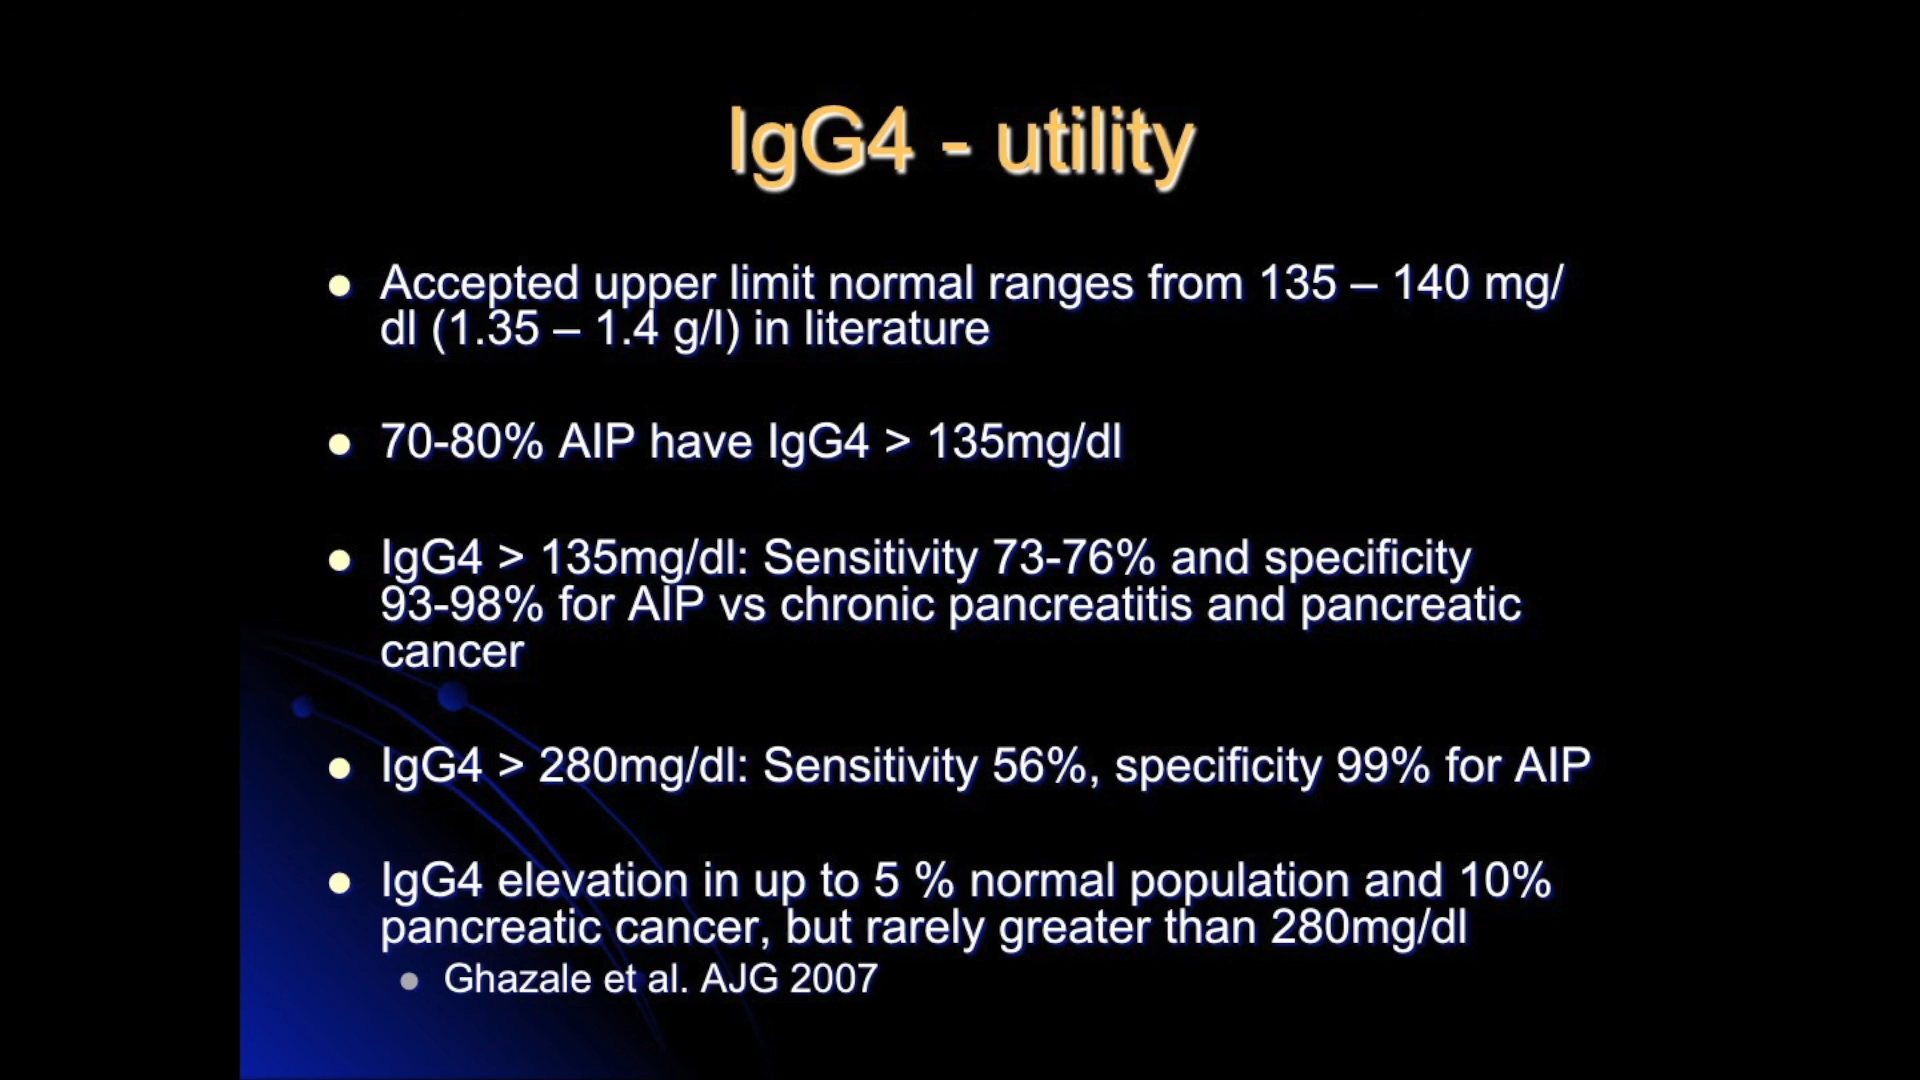 IgG4 - utility
Accepted upper limit normal ranges from 135 – 140 mg/
dl (1.35 – 1.4 g/l) in literature
70-80% AIP have IgG4 > 135mg/dl
IgG4 > 135mg/dl: Sensitivity 73-76% and specificity
93-98% for AIP vs chronic pancreatitis and pancreatic
cancer
IgG4 > 280mg/dl: Sensitivity 56%, specificity 99% for AIP
IgG4 elevation in up to 5 % normal population and 10%
pancreatic cancer, but rarely greater than 280mg/dl
Ghazale et al. AJG 2007